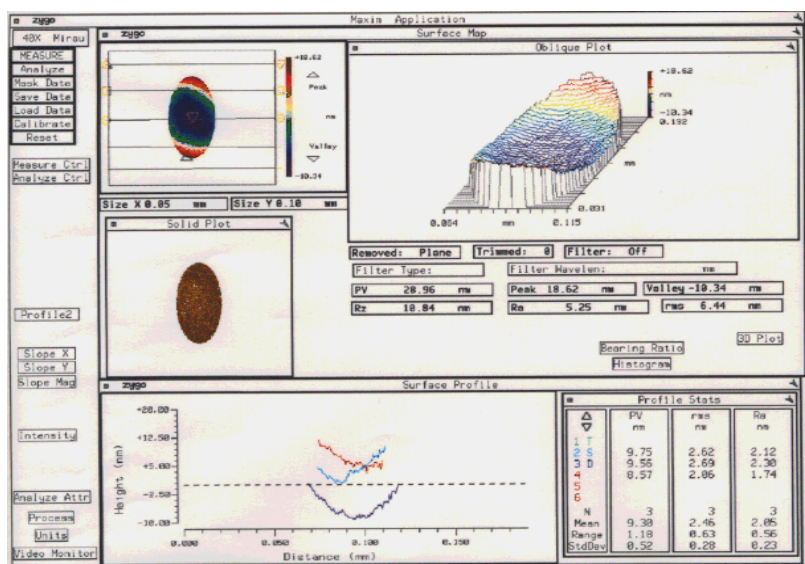 zygo Maxim Application
40X Mirau
MEASURE
Analyze
Mask Data
Save Data
Load Data
Calibrate
Reset
Measure Ctrl
Analyze Ctrl
Profile2
Slope X
Slope Y
Slope Mag
Intensity
Analyze Attr
Process
Units
Video Monitor
zygo Surface Map
+18.62
Peak
nm
Valley
-10.34
Size X 0.05 mm
Size Y 0.10 mm
Oblique Plot
+18.62
nm
-10.34
0.192
mm
0.031
0.064 mm 0.115
Solid Plot
Removed: Plane Trimmed: 0 Filter: Off
Filter Type: Filter Wavelen: mm
PV 28.96 nm Peak 18.62 nm Valley -10.34 nm
Rz 10.84 nm Ra 5.25 nm rms 6.44 nm
3D Plot
Bearing Ratio
Histogram
zygo Surface Profile
+20.00
+12.50
+5.00
-2.50
-10.00
Height (nm)
0.000 0.050 0.100 0.150
Distance (mm)
Profile Stats
PV rms Ra
nm nm nm
1 T
2 S 9.75 2.62 2.12
3 D 9.56 2.69 2.30
4 8.57 2.06 1.74
5
6
N 3 3 3
Mean 9.30 2.46 2.05
Range 1.18 0.63 0.56
StdDev 0.52 0.28 0.23